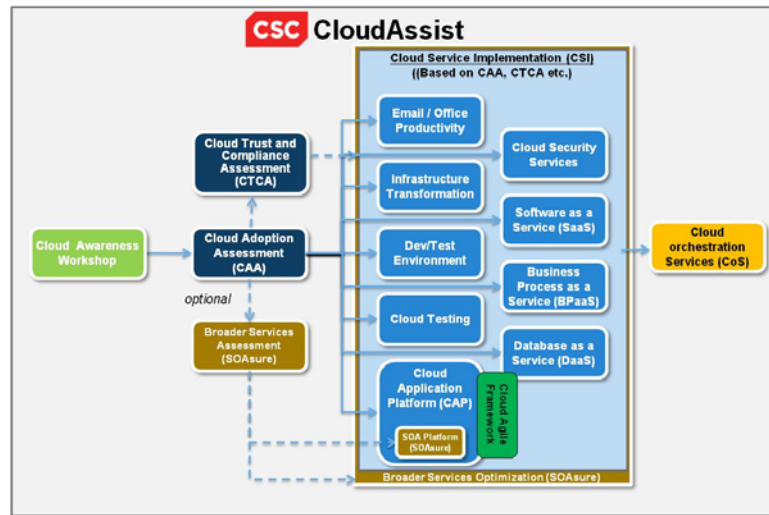 CSC CloudAssist
Cloud Service Implementation (CSI)
((Based on CAA, CTCA etc.)
Email / Office
Productivity
Cloud Trust and
Compliance
Assessment
(CTCA)
Cloud Security
Services
Infrastructure
Transformation
Software as a
Service (SaaS)
Cloud Awareness
Workshop
Cloud Adoption
Assessment
(CAA)
Dev/Test
Environment
Cloud
orchestration
Services (CoS)
Business
Process as a
Service (BPaaS)
optional
Cloud Testing
Broader Services
Assessment
(SOAsure)
Database as a
Service (DaaS)
Cloud
Application
Platform (CAP)
Cloud Agile
Framework
SOA Platform
(SOAsure)
Broader Services Optimization (SOAsure)